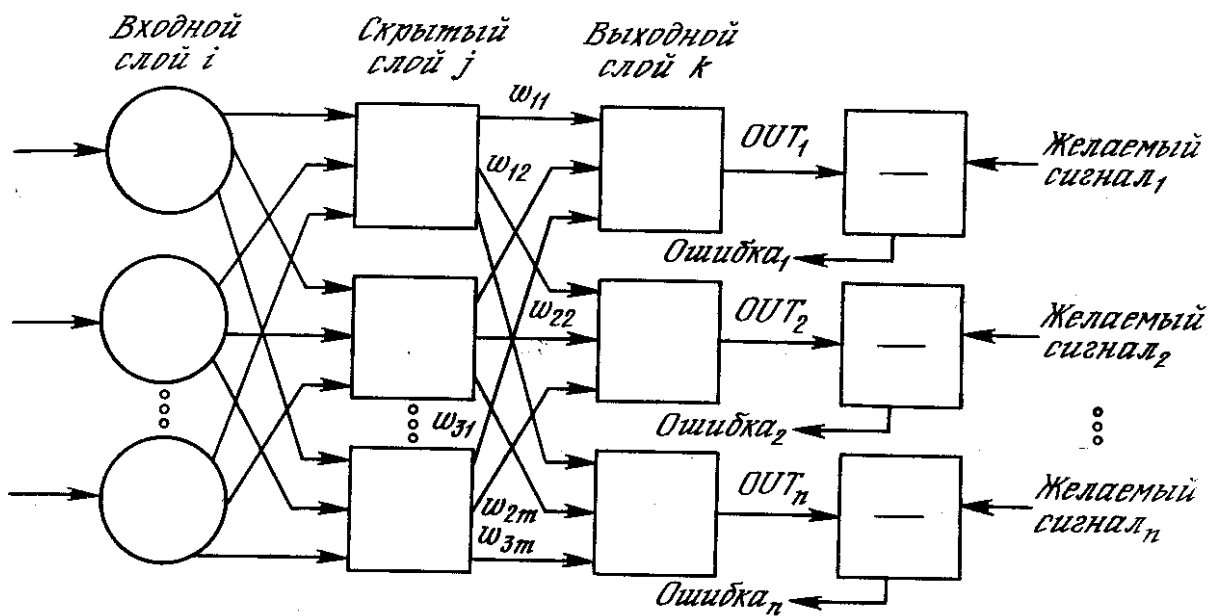 Входной
слой i
Скрытый
слой j
Выходной
слой k
w₁₁
w₁₂
OUT₁
Желаемый
сигнал₁
Ошибка₁
w₂₂
OUT₂
Желаемый
сигнал₂
w₃₁
Ошибка₂
w₂ₘ
w₃ₘ
OUTₙ
Желаемый
сигналₙ
Ошибкаₙ